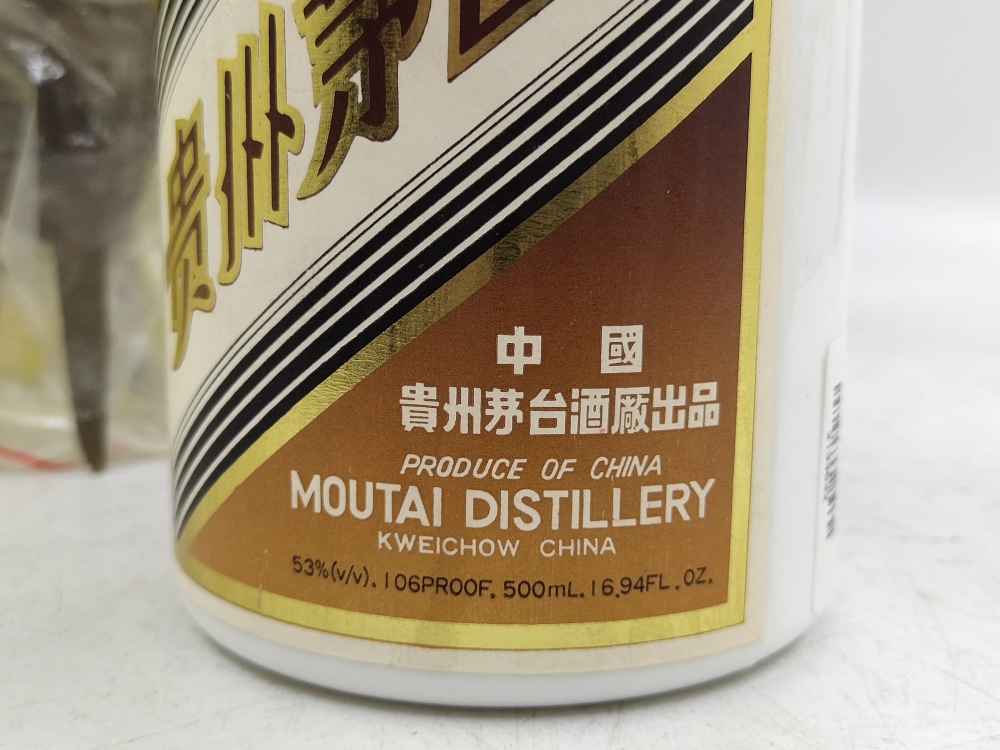 貴州茅
中國
貴州茅台酒厰出品
PRODUCE OF CHINA
MOUTAI DISTILLERY
KWEICHOW CHINA
53%(v/v). 106PROOF. 500mL. 16.94FL.OZ.